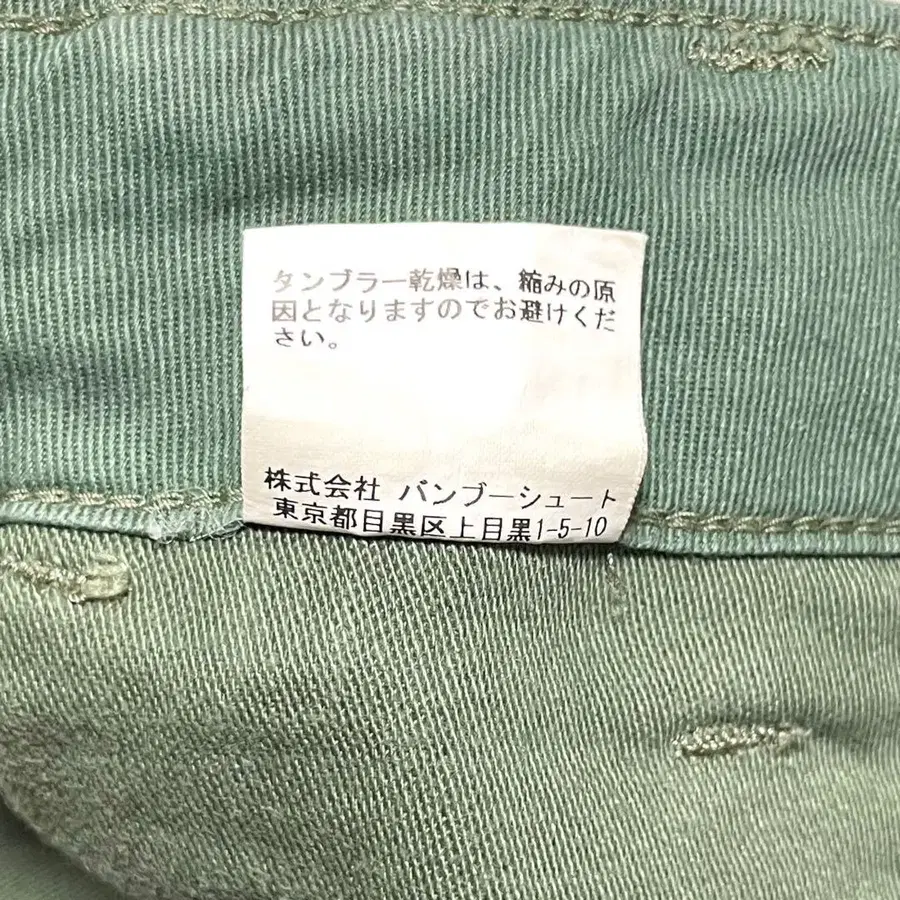 タンブラー乾燥は、縮みの原
因となりますのでお避けくだ
さい。
株式会社 バンブーシュート
東京都目黒区上目黒1-5-10